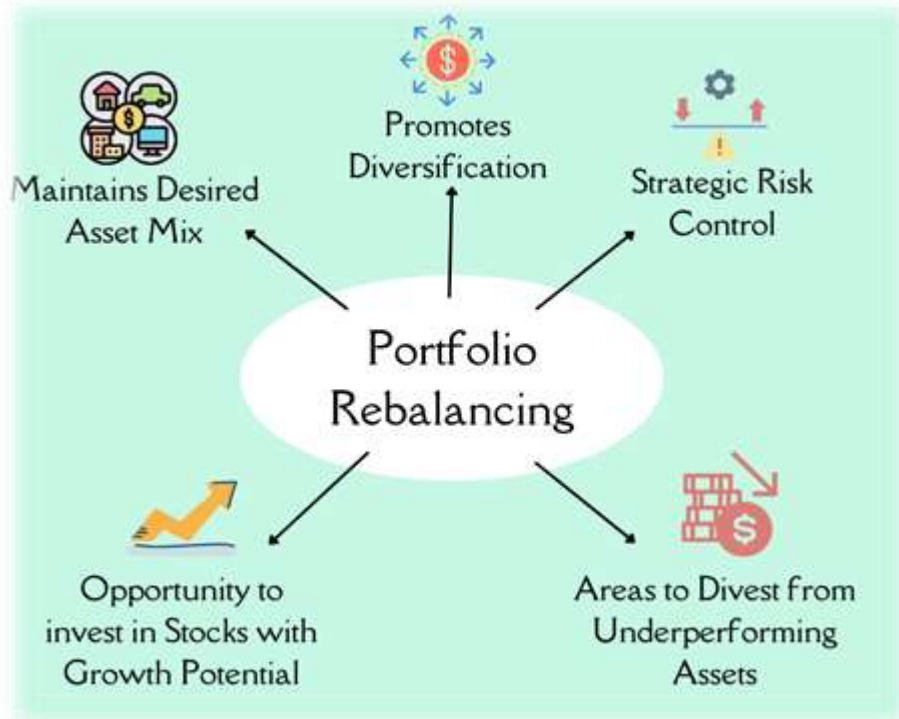 Promotes
Diversification
Maintains Desired
Asset Mix
Strategic Risk
Control
Portfolio
Rebalancing
Opportunity to
invest in Stocks with
Growth Potential
Areas to Divest from
Underperforming
Assets